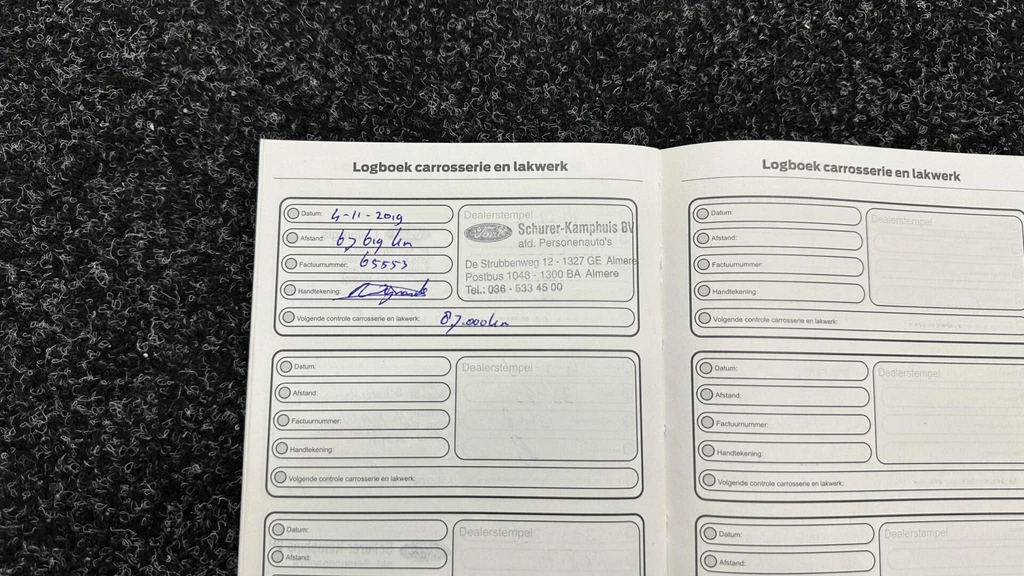 Logboek carrosserie en lakwerk
Datum: 4-11-2019
Afstand: 67 619 km
Factuurnummer: 65553
Handtekening:
Dealerstempel
Ford
Schurer-Kamphuis BV
afd. Personenauto's
De Strubbenweg 12 - 1327 GE Almere
Postbus 1048 - 1300 BA Almere
Tel.: 036 - 533 45 00
Volgende controle carrosserie en lakwerk: 87.000km
Datum:
Afstand:
Factuurnummer:
Handtekening:
Dealerstempel
Volgende controle carrosserie en lakwerk:
Datum:
Afstand:
Dealerstempel
Logboek carrosserie en lakwerk
Datum:
Afstand:
Factuurnummer:
Handtekening:
Dealerstempel
Volgende controle carrosserie en lakwerk:
Datum:
Afstand:
Factuurnummer:
Handtekening:
Dealerstempel
Volgende controle carrosserie en lakwerk:
Datum:
Afstand:
Dealerstempel